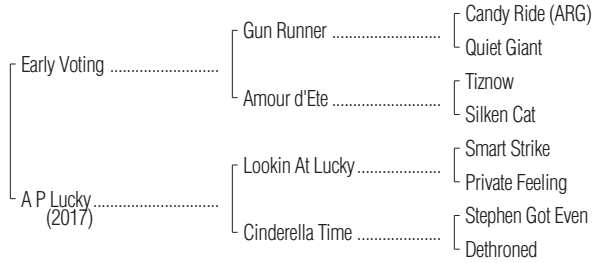 Candy Ride (ARG)
Gun Runner ........................
Quiet Giant
Early Voting ........................
Tiznow
Amour d'Ete ........................
Silken Cat
Smart Strike
Lookin At Lucky ..................
Private Feeling
A P Lucky ...........................
(2017)
Stephen Got Even
Cinderella Time ..................
Dethroned